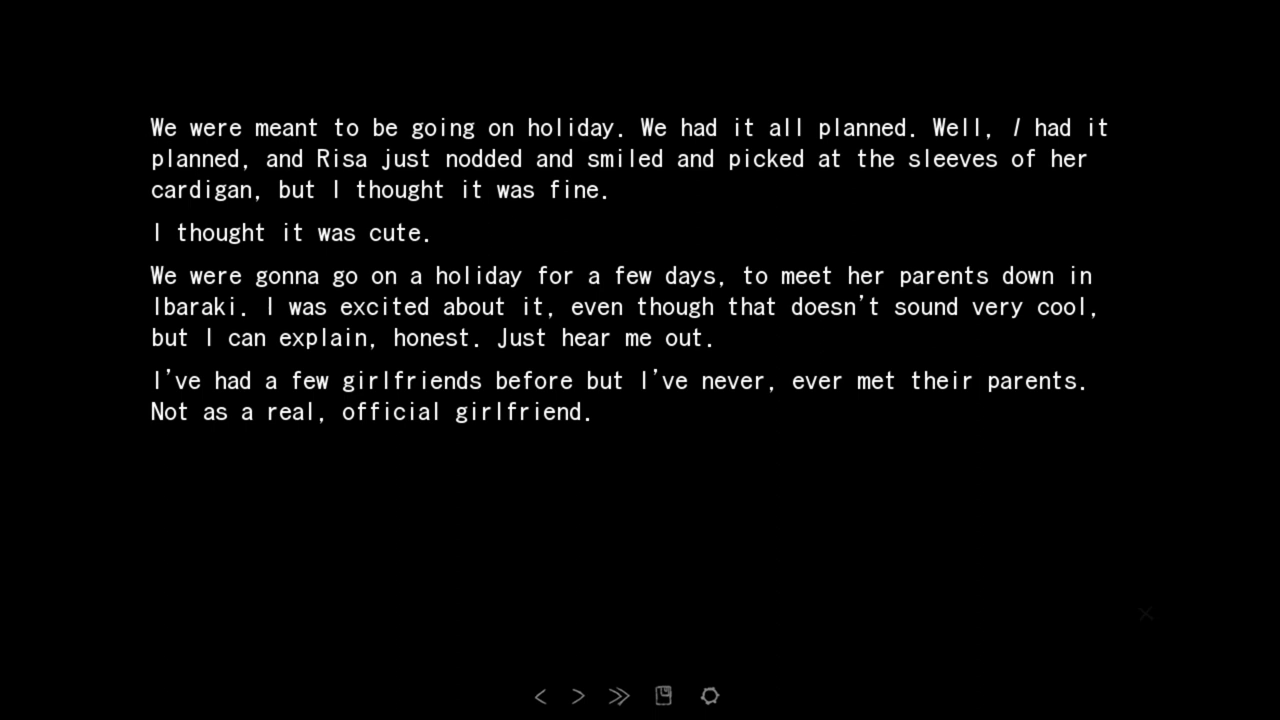 We were meant to be going on holiday. We had it all planned. Well, I had it
planned, and Risa just nodded and smiled and picked at the sleeves of her
cardigan, but I thought it was fine.
I thought it was cute.
We were gonna go on a holiday for a few days, to meet her parents down in
Ibaraki. I was excited about it, even though that doesn't sound very cool,
but I can explain, honest. Just hear me out.
I've had a few girlfriends before but I've never, ever met their parents.
Not as a real, official girlfriend.